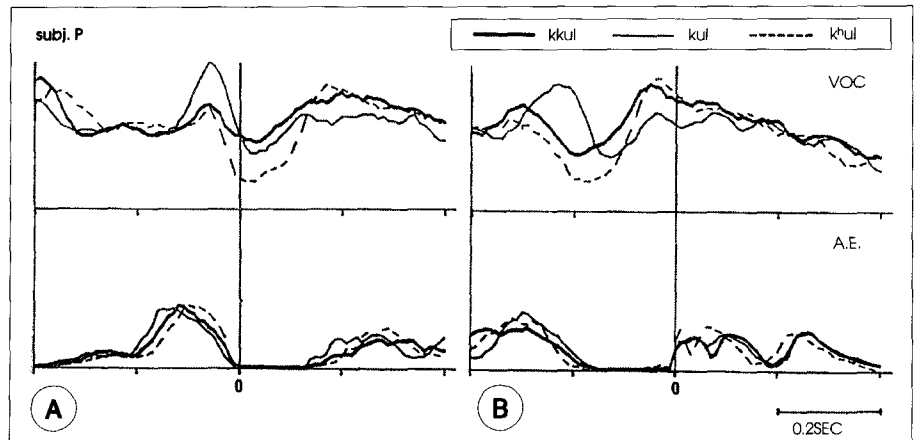 subj. P
kkul kul kʰul
VOC
A.E.
0 0
A B
0.2SEC